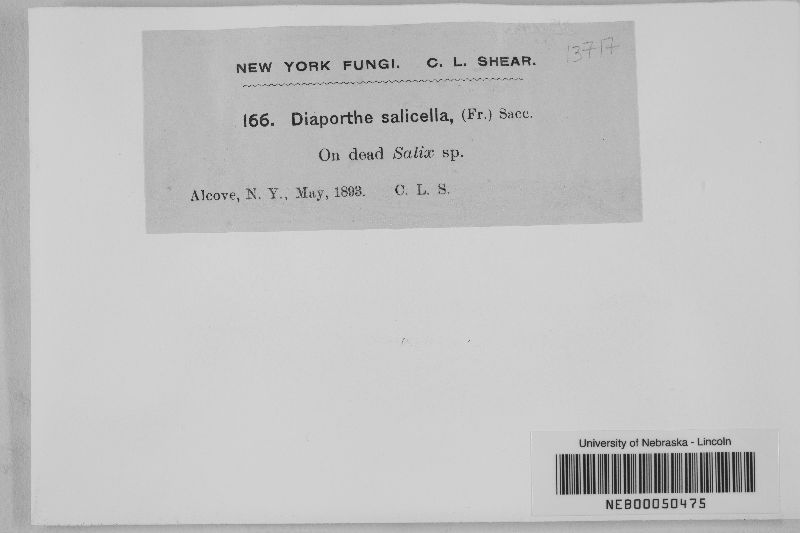 NEW YORK FUNGI. C. L. SHEAR.
13717
166. Diaporthe salicella, (Fr.) Sacc.
On dead Salix sp.
Alcove, N. Y., May, 1893. C. L. S.
University of Nebraska - Lincoln
NEB00050475